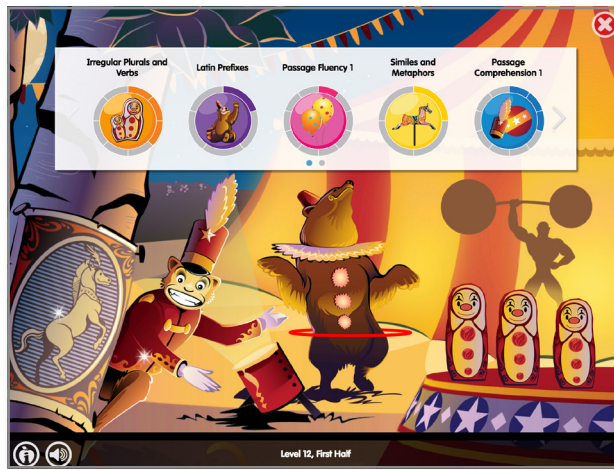 Irregular Plurals and
Verbs
Latin Prefixes
Passage Fluency 1
Similes and
Metaphors
Passage
Comprehension 1
Level 12, First Half